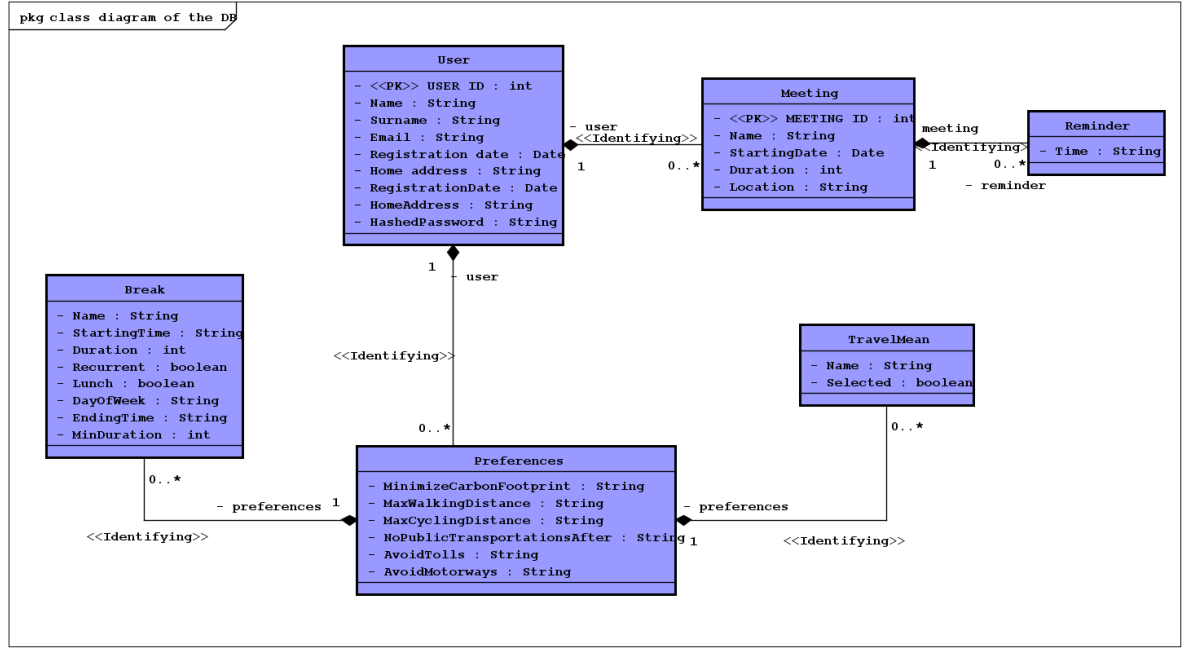 pkg class diagram of the DB
User
- <<PK>> USER ID : int
- Name : String
- Surname : String
- Email : String
- Registration date : Date
- Home address : String
- RegistrationDate : Date
- HomeAddress : String
- HashedPassword : String
- user
<<Identifying>>
1
0..*
Meeting
- <<PK>> MEETING ID : int
- Name : String
- StartingDate : Date
- Duration : int
- Location : String
meeting
<<Identifying>
1
0..*
- reminder
Reminder
- Time : String
1
- user
<<Identifying>>
0..*
Break
- Name : String
- StartingTime : String
- Duration : int
- Recurrent : boolean
- Lunch : boolean
- DayOfWeek : String
- EndingTime : String
- MinDuration : int
0..*
- preferences
1
<<Identifying>>
TravelMean
- Name : String
- Selected : boolean
0..*
- preferences
1
<<Identifying>>
Preferences
- MinimizeCarbonFootprint : String
- MaxWalkingDistance : String
- MaxCyclingDistance : String
- NoPublicTransportationsAfter : String
- AvoidTolls : String
- AvoidMotorways : String